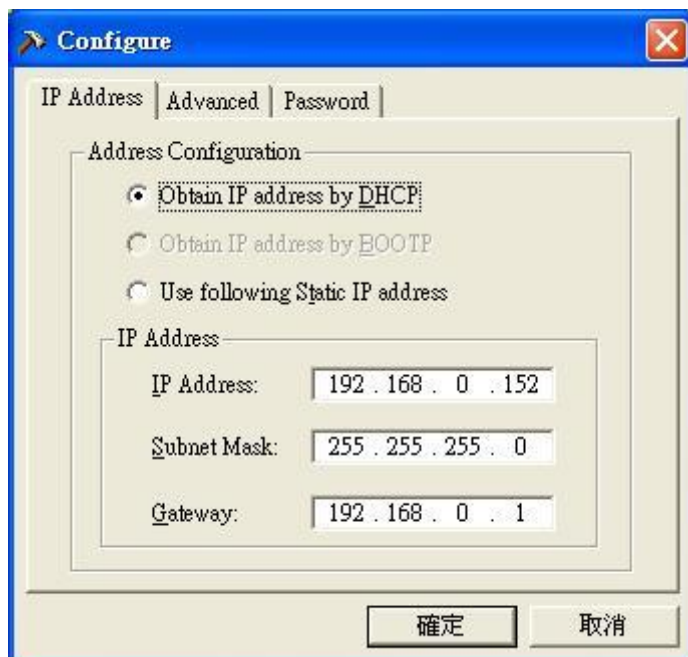 Configure
IP Address Advanced Password
Address Configuration
Obtain IP address by DHCP
Obtain IP address by BOOTP
Use following Static IP address
IP Address
IP Address: 192 . 168 . 0 . 152
Subnet Mask: 255 . 255 . 255 . 0
Gateway: 192 . 168 . 0 . 1
確定 取消